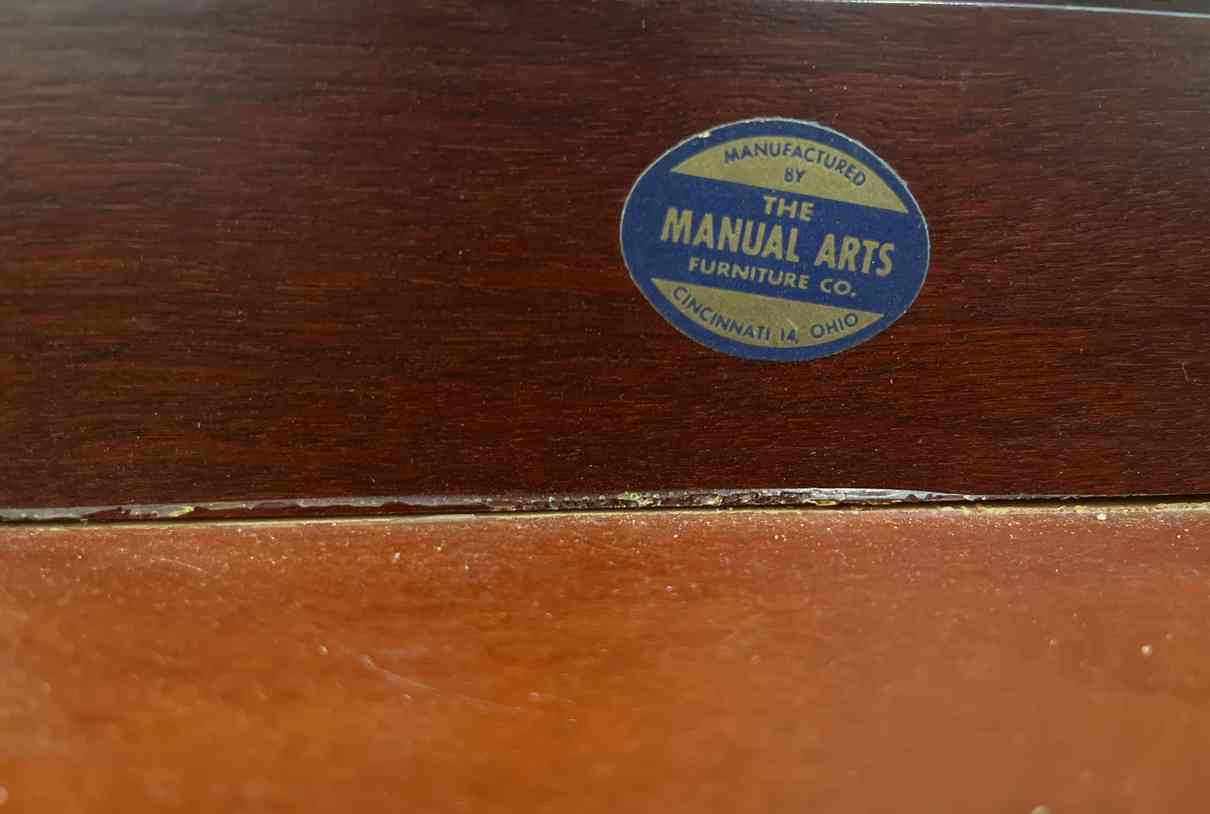 MANUFACTURED
BY
THE
MANUAL ARTS
FURNITURE CO.
CINCINNATI 14, OHIO